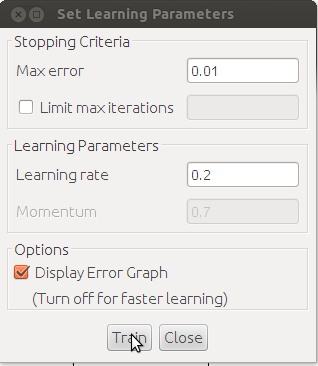 Set Learning Parameters
Stopping Criteria
Max error 0.01
Limit max iterations
Learning Parameters
Learning rate 0.2
Momentum 0.7
Options
Display Error Graph
(Turn off for faster learning)
Train Close